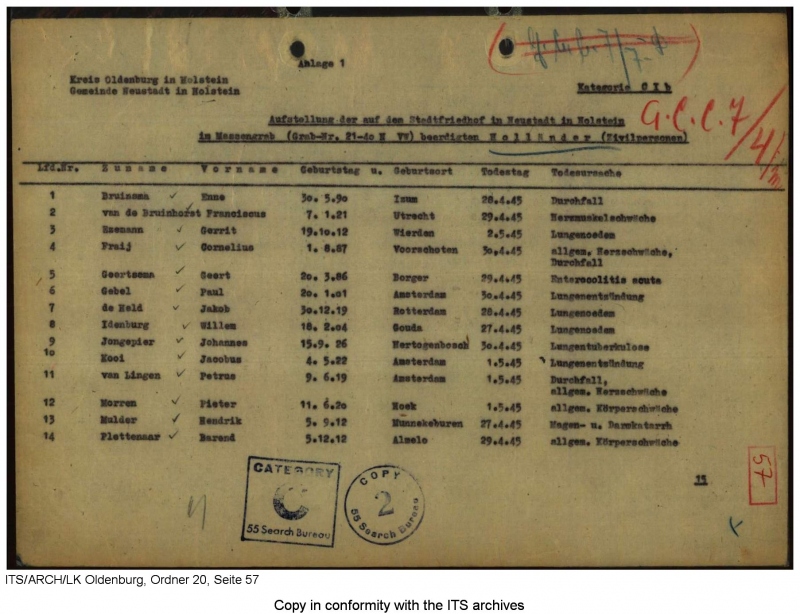 Anlage 1
Kreis Oldenburg in Holstein
Gemeinde Neustadt in Holstein
Kategorie C I b
G.C.C.7/4/
Aufstellung der auf dem Stadtfriedhof in Neustadt in Holstein
im Massengrab (Grab-Nr. 21-40 II VS) beerdigten Holländer (Zivilpersonen)
Lfd.Nr. Zuname Vorname Geburtstag u. Geburtsort Todestag Todesursache
1 Bruinsma Enne 30. 5.90 28.4.45 Durchfall
2 van de Bruinhorst Franciscus 7. 1.21 Utrecht 29.4.45 Herzmuskelschwäche
3 Esmann Gerrit 19.10.12 Wierden 2.5.45 Lungenoedem
4 Fraij Cornelius 1. 8.87 Voorschoten 30.4.45 allgem. Herzschwäche,
Durchfall
5 Geertsema Geert 20. 3.86 Borger 29.4.45 Enterocolitis acuta
6 Gebel Paul 20. 1.01 Amsterdam 30.4.45 Lungenentzündung
7 de Held Jakob 30.12.19 Rotterdam 28.4.45 Lungenoedem
8 Idenburg Willem 18. 2.04 Gouda 27.4.45 Lungenoedem
9 Jongepier Johannes 15.9. 26 Hertogenbosch 30.4.45 Lungentuberkulose
10 Kooi Jacobus 4. 5.22 Amsterdam 1.5.45 Lungenentzündung
11 van Lingen Petrus 9. 6.19 Amsterdam 1.5.45 Durchfall,
allgem. Herzschwäche
12 Morren Pieter 11. 6.20 Hoek 1.5.45 allgem. Körperschwäche
13 Mulder Hendrik 5. 9.12 Munnekeburen 27.4.45 Magen- u. Darmkatarrh
14 Plettenaar Barend 5.12.12 Almelo 29.4.45 allgem. Körperschwäche
CATEGORY
C
55 Search Bureau
COPY
2
55 Search Bureau
15
57
ITS/ARCH/LK Oldenburg, Ordner 20, Seite 57
Copy in conformity with the ITS archives